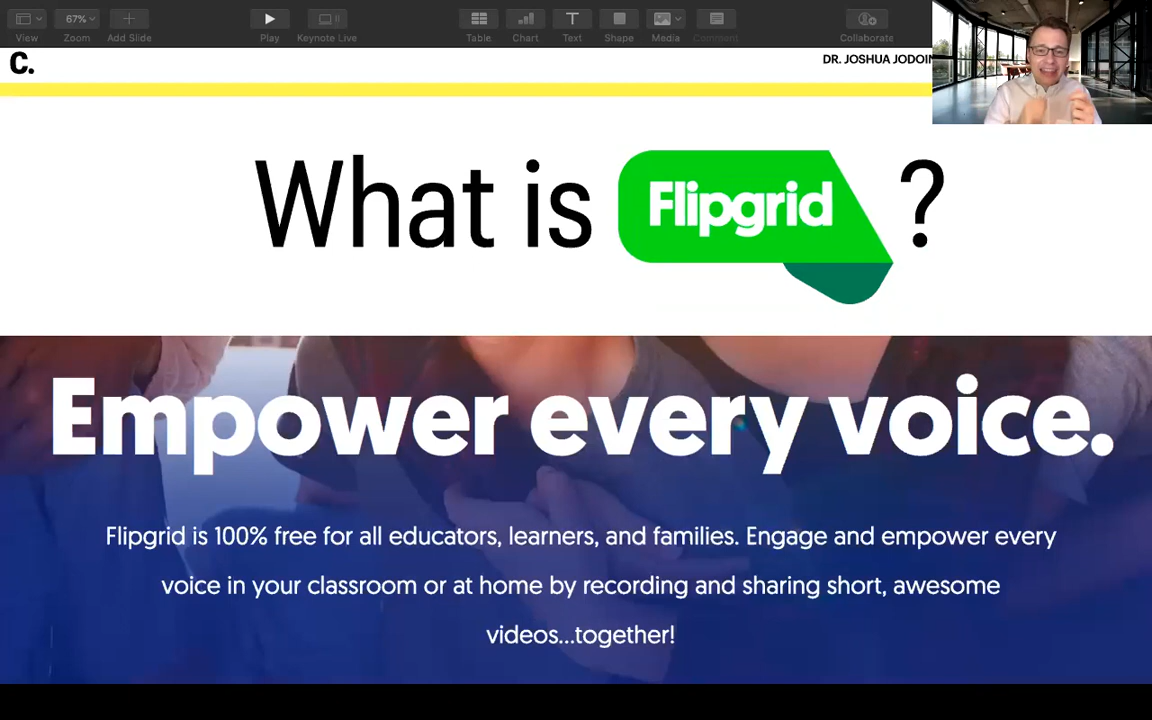 View
67%
Zoom
Add Slide
Play
Keynote Live
Table
Chart
Text
Shape
Media
Comment
Collaborate
C.
DR. JOSHUA JODOIN
What is Flipgrid ?
Empower every voice.
Flipgrid is 100% free for all educators, learners, and families. Engage and empower every
voice in your classroom or at home by recording and sharing short, awesome
videos...together!